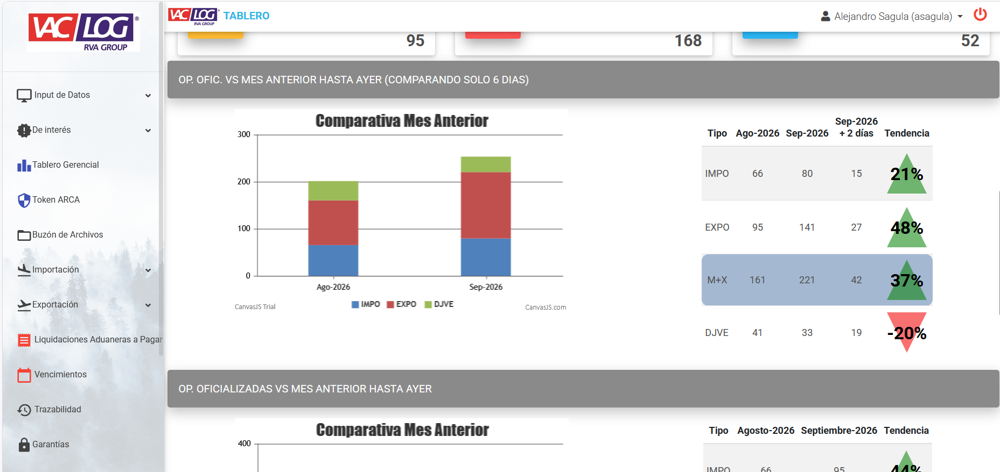 VAC LOG ®
RVA GROUP
Input de Datos
De interés
Tablero Gerencial
Token ARCA
Buzón de Archivos
Importación
Exportación
Liquidaciones Aduaneras a Pagar
Vencimientos
Trazabilidad
Garantías
VAC LOG ®
RVA GROUP
TABLERO
Alejandro Sagula (asagula)
95
168
52
OP. OFIC. VS MES ANTERIOR HASTA AYER (COMPARANDO SOLO 6 DIAS)
Comparativa Mes Anterior
300
200
100
0
Ago-2026 Sep-2026
IMPO EXPO DJVE
CanvasJS Trial
CanvasJS.com
Tipo Ago-2026 Sep-2026 Sep-2026 + 2 días Tendencia
IMPO 66 80 15 21%
EXPO 95 141 27 48%
M+X 161 221 42 37%
DJVE 41 33 19 -20%
OP. OFICIALIZADAS VS MES ANTERIOR HASTA AYER
Comparativa Mes Anterior
400
Tipo Agosto-2026 Septiembre-2026 Tendencia
IMPO 66 95 44%